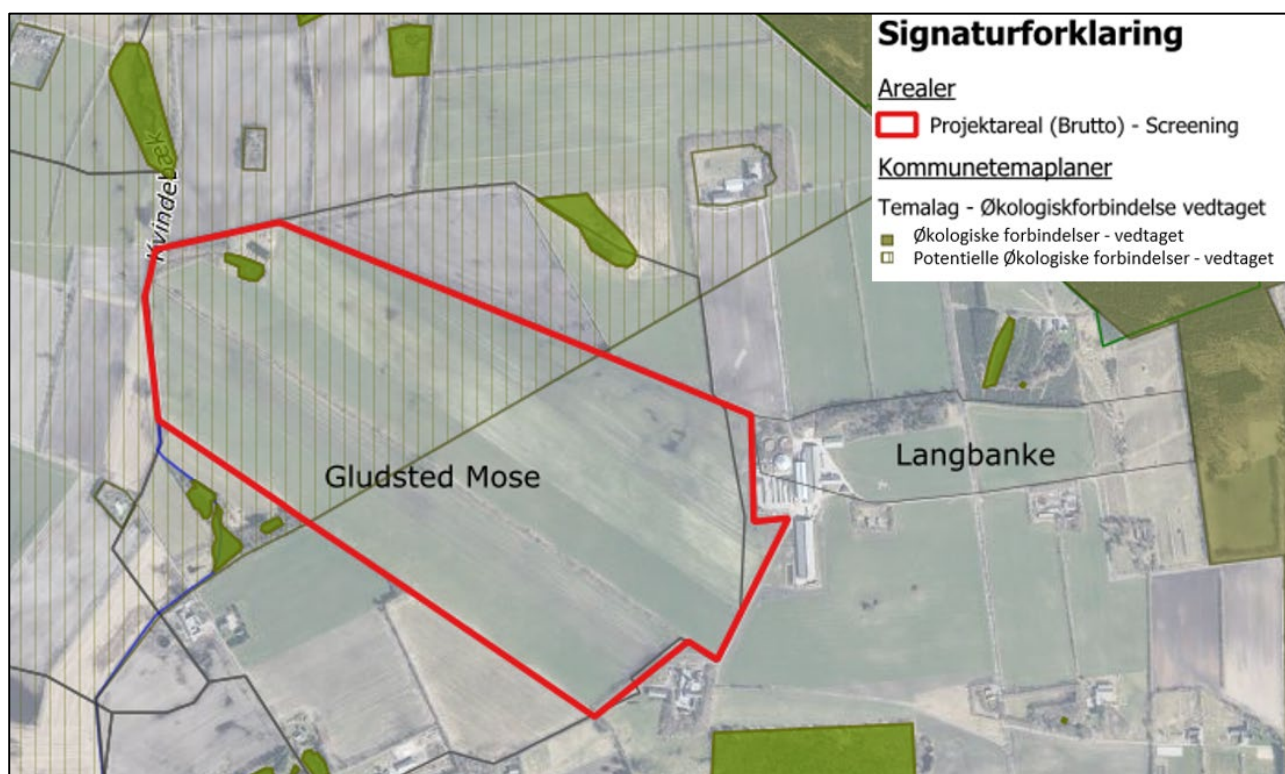 Signaturforklaring
Arealer
Projektareal (Brutto) - Screening
Kommunetemaplaner
Temalag - Økologiskforbindelse vedtaget
Økologiske forbindelser - vedtaget
Potentielle Økologiske forbindelser - vedtaget
Kvindebæk
Gludsted Mose
Langbanke